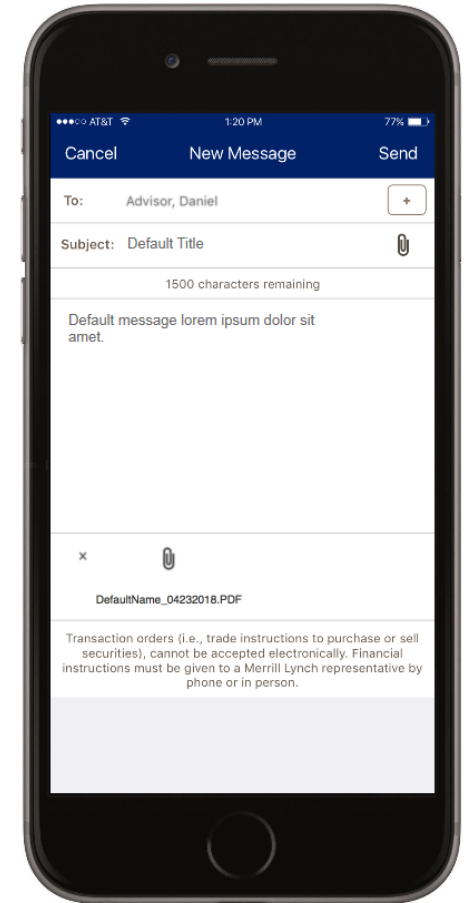 ●●●○○ AT&T 1:20 PM 77%
Cancel New Message Send
To: Advisor, Daniel +
Subject: Default Title
1500 characters remaining
Default message lorem ipsum dolor sit
amet.
×
DefaultName_04232018.PDF
Transaction orders (i.e., trade instructions to purchase or sell
securities), cannot be accepted electronically. Financial
instructions must be given to a Merrill Lynch representative by
phone or in person.